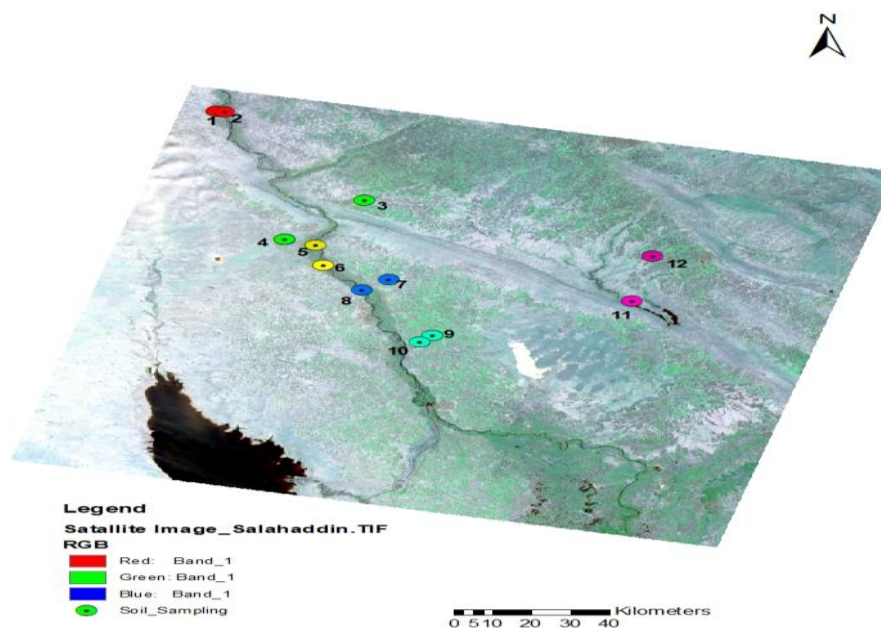 N
1 2
3
4
5
12
6
7
8
11
9
10
Legend
Satallite Image_Salahaddin.TIF
RGB
Red: Band_1
Green: Band_1
Blue: Band_1
Soil_Sampling
Kilometers
0 5 10 20 30 40